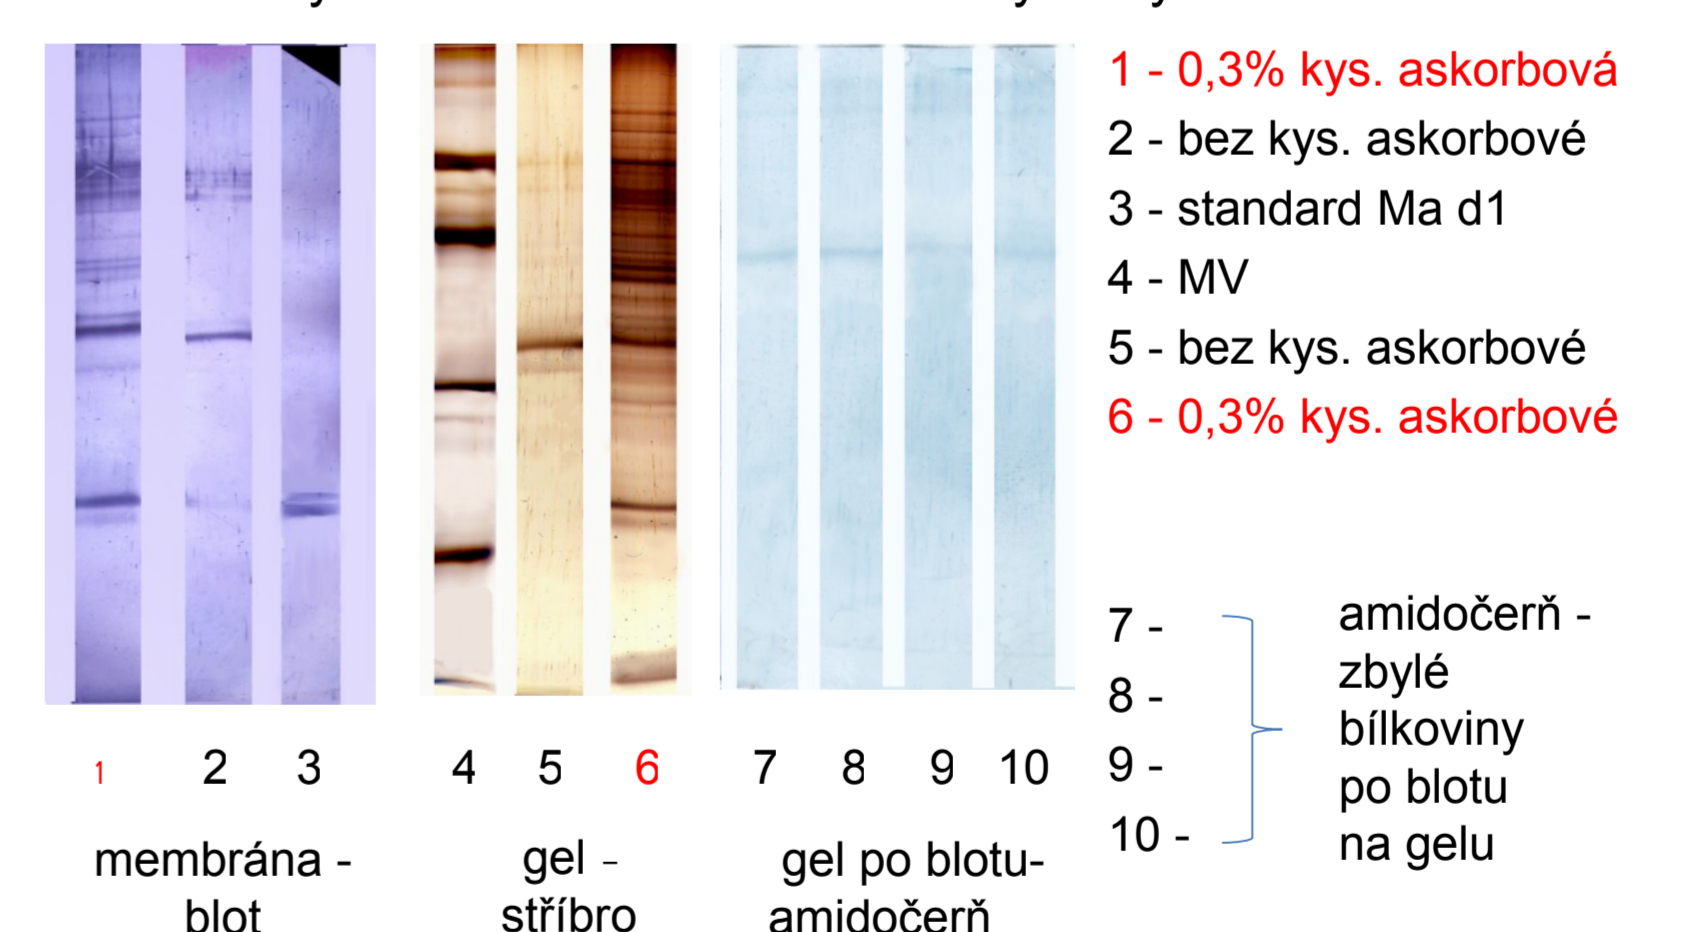 1 - 0,3% kys. askorbová
2 - bez kys. askorbové
3 - standard Ma d1
4 - MV
5 - bez kys. askorbové
6 - 0,3% kys. askorbové
7 -
8 -
9 -
10 -
amidočerň -
zbylé
bílkoviny
po blotu
na gelu
1 2 3 4 5 6 7 8 9 10
membrána -
blot
gel -
stříbro
gel po blotu-
amidočerň